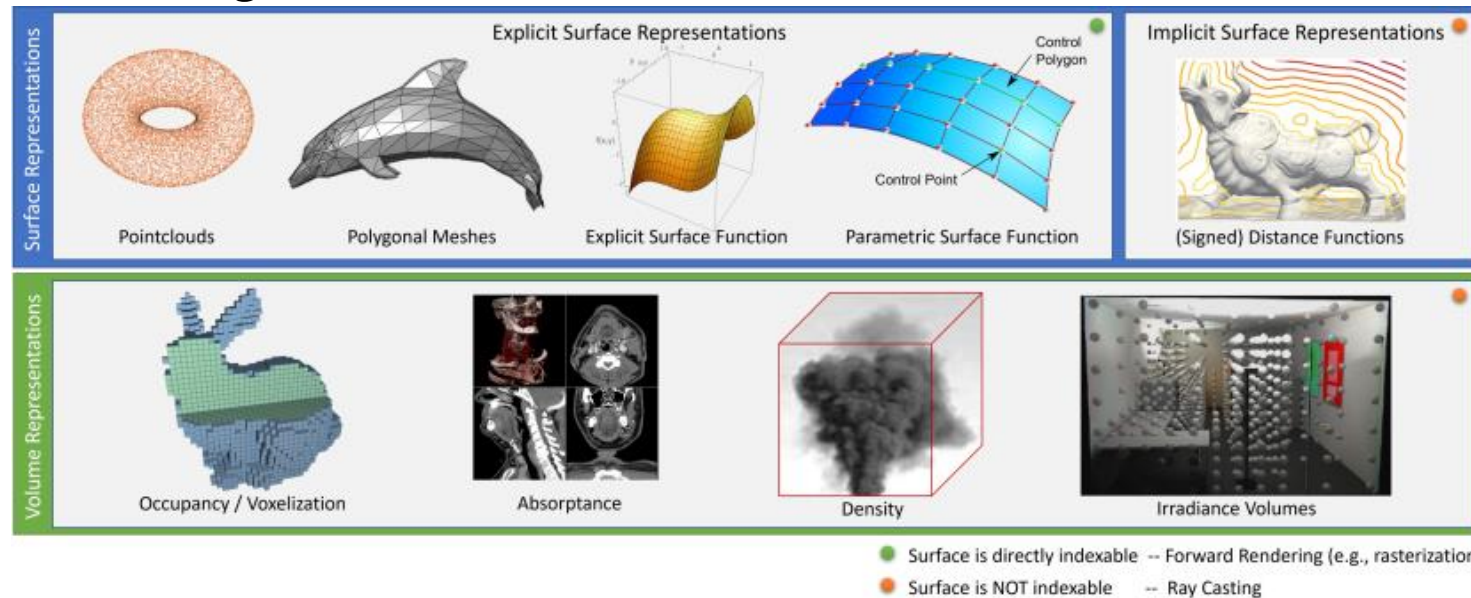 Surface Representations
Explicit Surface Representations
Control
Polygon
Control Point
f(x,y)
Pointclouds
Polygonal Meshes
Explicit Surface Function
Parametric Surface Function
Implicit Surface Representations
(Signed) Distance Functions
Volume Representations
Occupancy / Voxelization
Absorptance
Density
Irradiance Volumes
Surface is directly indexable -- Forward Rendering (e.g., rasterization
Surface is NOT indexable -- Ray Casting